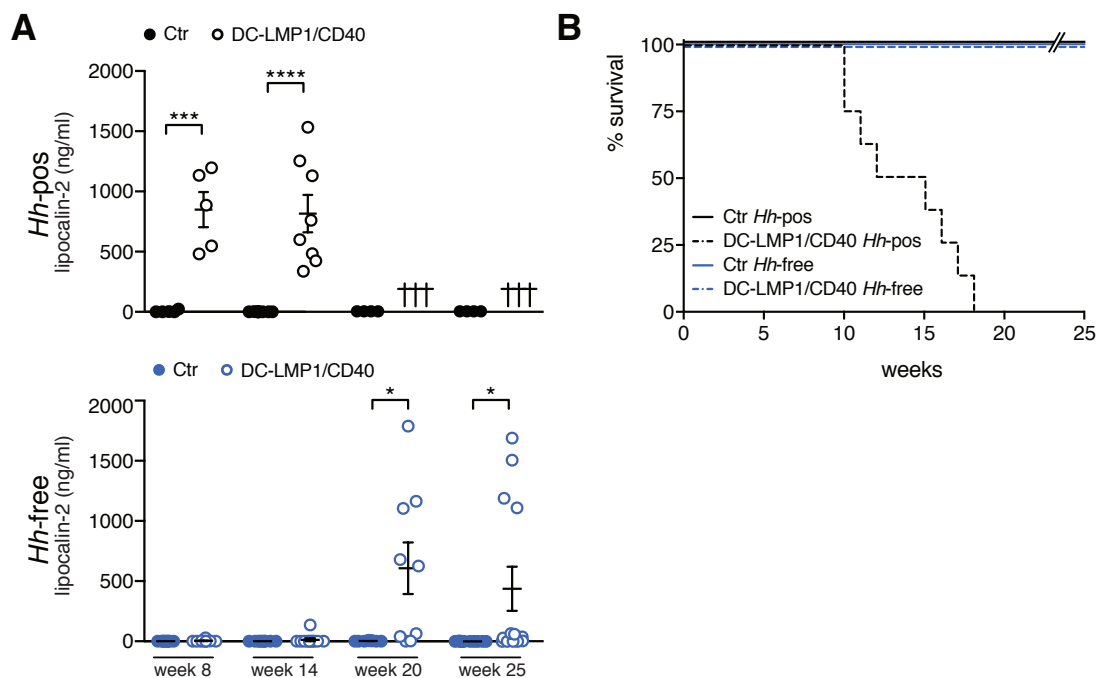 A
Ctr DC-LMP1/CD40
Hh-pos
lipocalin-2 (ng/ml)
2000
1500
1000
500
0
***
****
†††
†††
Ctr DC-LMP1/CD40
Hh-free
lipocalin-2 (ng/ml)
2000
1500
1000
500
0
*
*
week 8 week 14 week 20 week 25
B
% survival
100
75
50
25
0
Ctr Hh-pos
DC-LMP1/CD40 Hh-pos
Ctr Hh-free
DC-LMP1/CD40 Hh-free
0 5 10 15 20 25
weeks